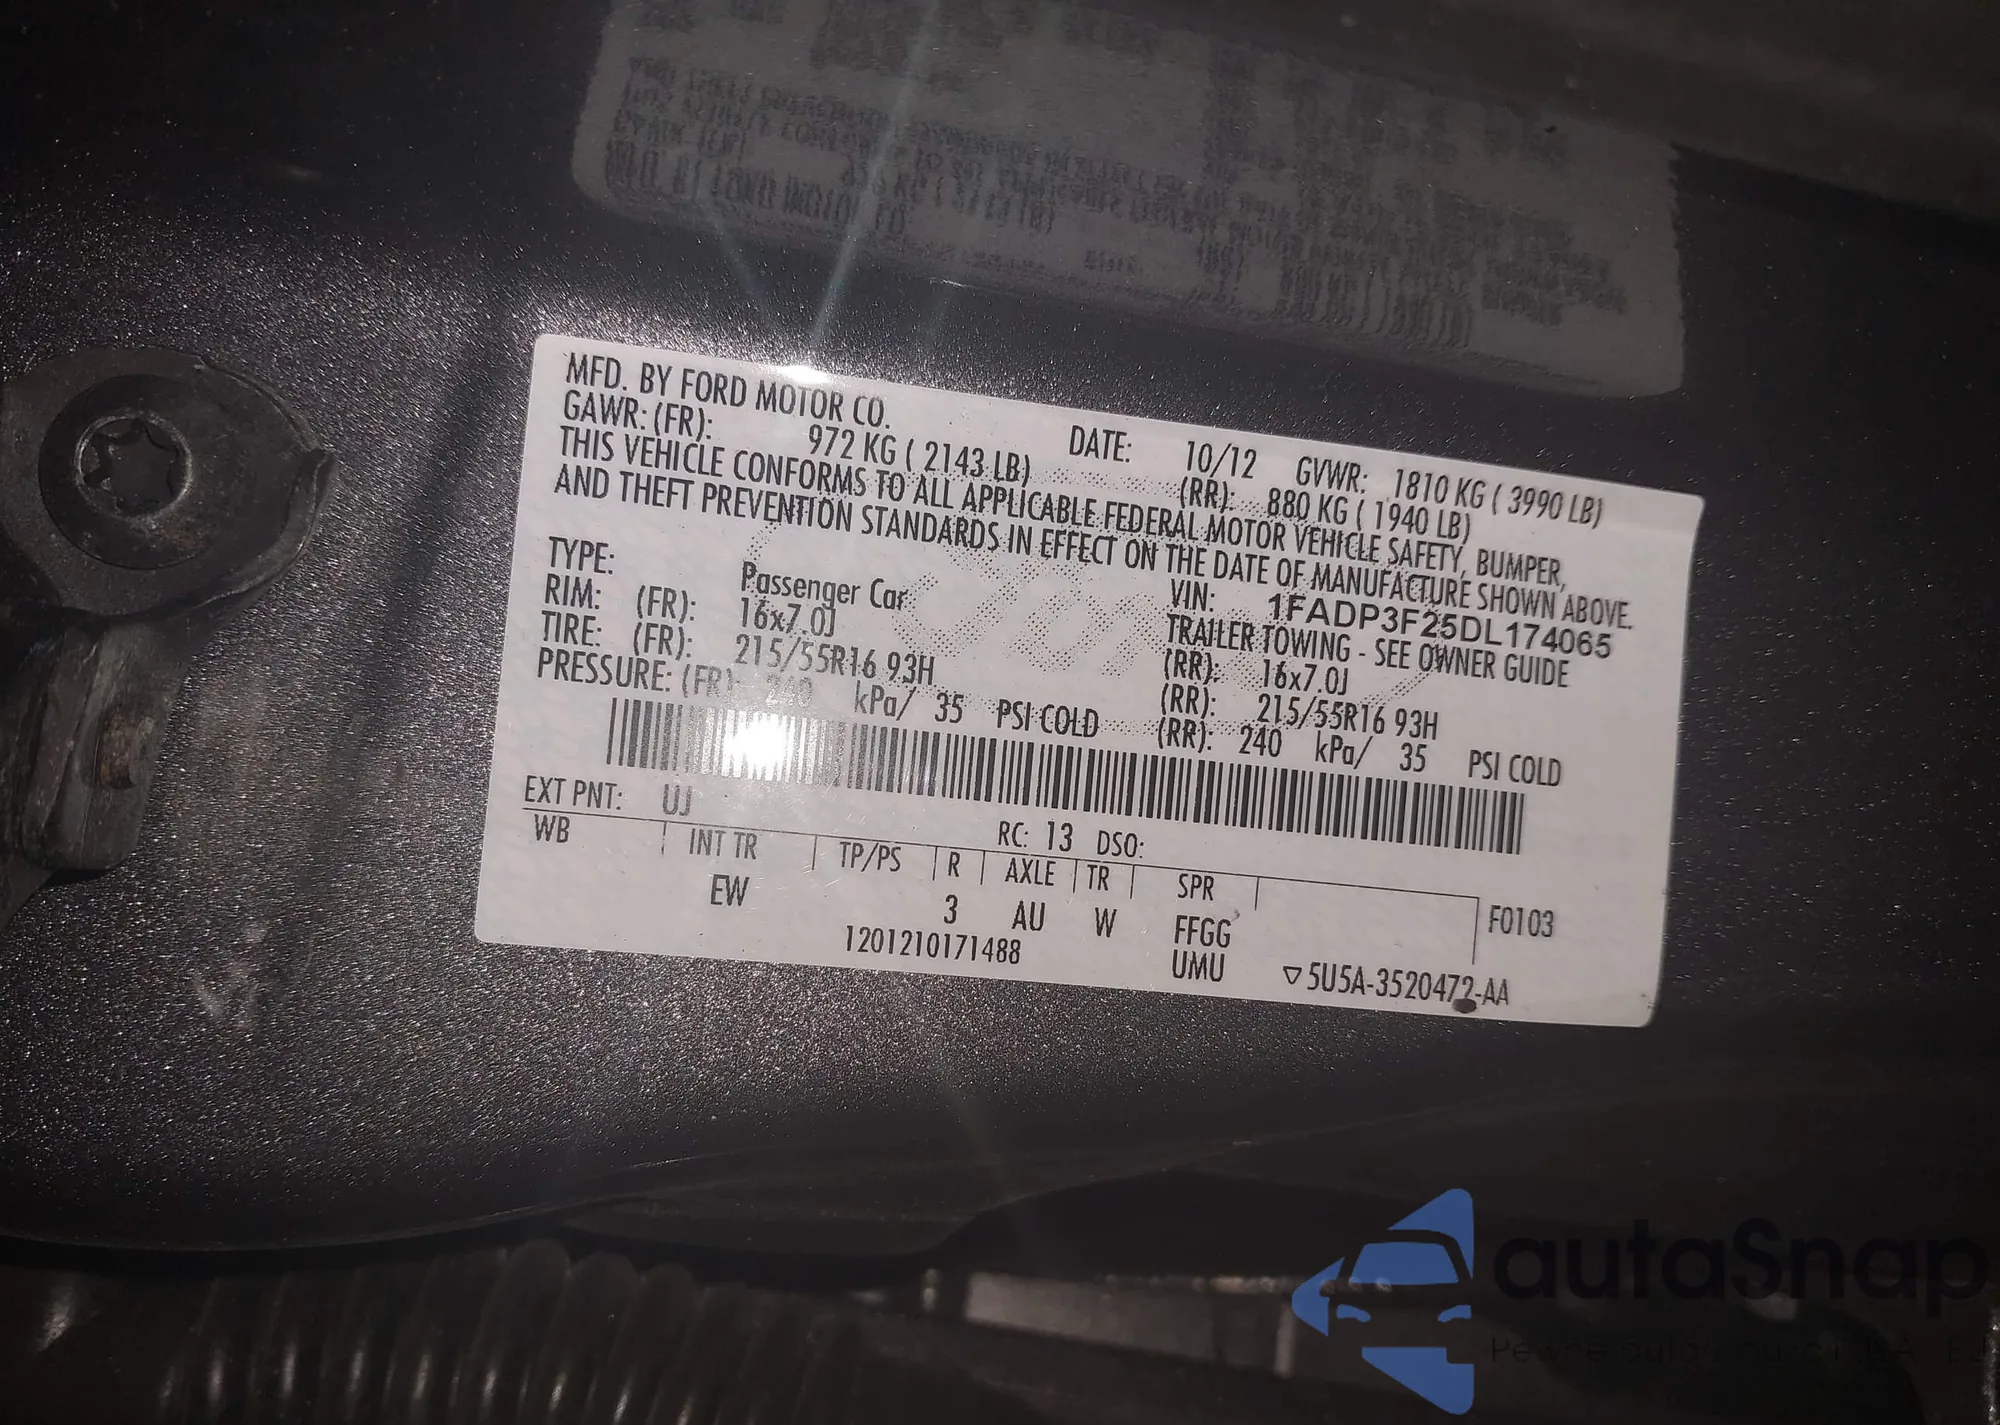 MFD. BY FORD MOTOR CO. DATE: 10/12 GVWR: 1810 KG ( 3990 LB)
GAWR: (FR): 972 KG ( 2143 LB) (RR): 880 KG ( 1940 LB)
THIS VEHICLE CONFORMS TO ALL APPLICABLE FEDERAL MOTOR VEHICLE SAFETY, BUMPER,
AND THEFT PREVENTION STANDARDS IN EFFECT ON THE DATE OF MANUFACTURE SHOWN ABOVE.
VIN: 1FADP3F25DL174065
TYPE: Passenger Car TRAILER TOWING - SEE OWNER GUIDE
RIM: (FR): 16x7.0J (RR): 16x7.0J
TIRE: (FR): 215/55R16 93H (RR): 215/55R16 93H
PRESSURE: (FR) 240 kPa/ 35 PSI COLD (RR): 240 kPa/ 35 PSI COLD
EXT PNT: UJ RC: 13 DSO:
WB INT TR TP/PS R AXLE TR SPR F0103
EW 3 AU W FFGG
1201210171488 UMU ▽5U5A-3520472-AA
autaSnap